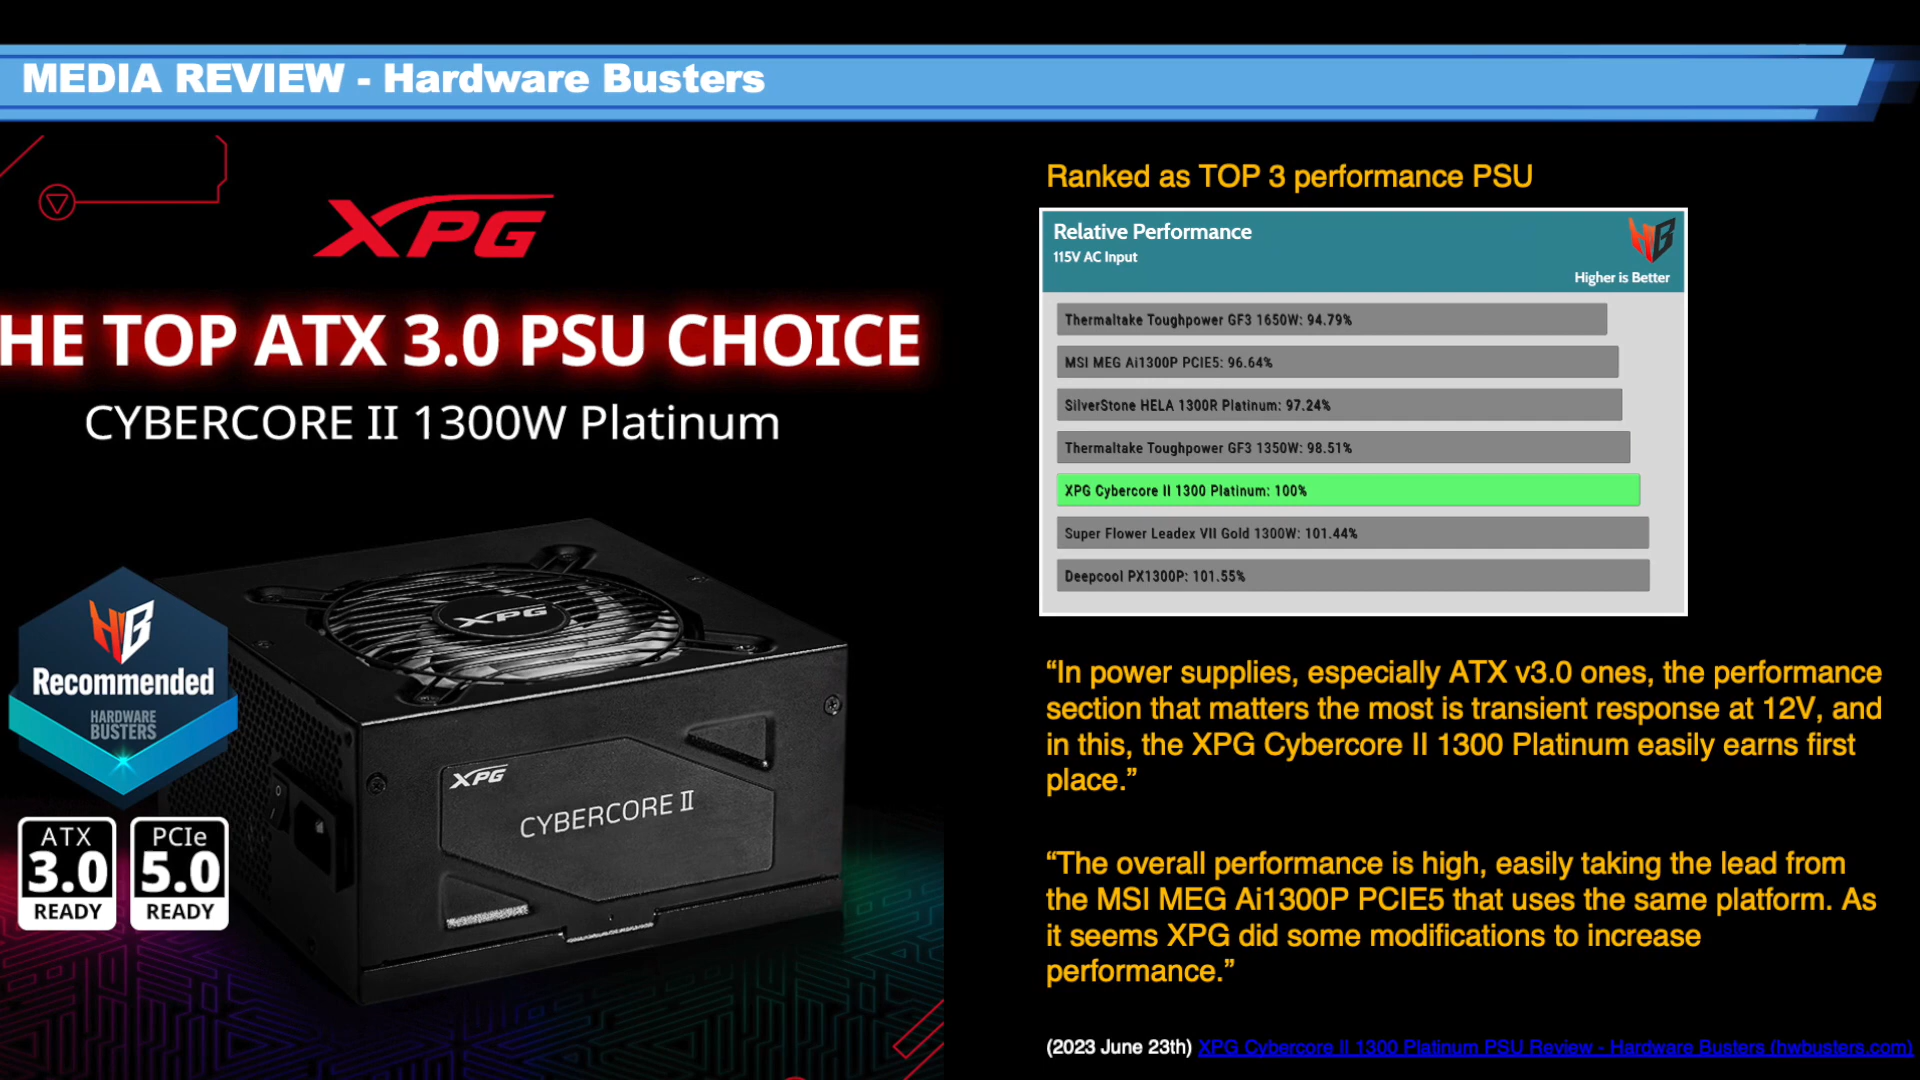 MEDIA REVIEW - Hardware Busters
XPG
HE TOP ATX 3.0 PSU CHOICE
CYBERCORE II 1300W Platinum
XPG
HB
Recommended
HARDWARE
BUSTERS
XPG
CYBERCORE II
ATX
3.0
READY
PCIe
5.0
READY
Ranked as TOP 3 performance PSU
Relative Performance
115V AC Input
HB
Higher is Better
Thermaltake Toughpower GF3 1650W: 94.79%
MSI MEG Ai1300P PCIE5: 96.64%
SilverStone HELA 1300R Platinum: 97.24%
Thermaltake Toughpower GF3 1350W: 98.51%
XPG Cybercore II 1300 Platinum: 100%
Super Flower Leadex VII Gold 1300W: 101.44%
Deepcool PX1300P: 101.55%
“In power supplies, especially ATX v3.0 ones, the performance
section that matters the most is transient response at 12V, and
in this, the XPG Cybercore II 1300 Platinum easily earns first
place.”
“The overall performance is high, easily taking the lead from
the MSI MEG Ai1300P PCIE5 that uses the same platform. As
it seems XPG did some modifications to increase
performance.”
(2023 June 23th) XPG Cybercore II 1300 Platinum PSU Review - Hardware Busters (hwbusters.com)